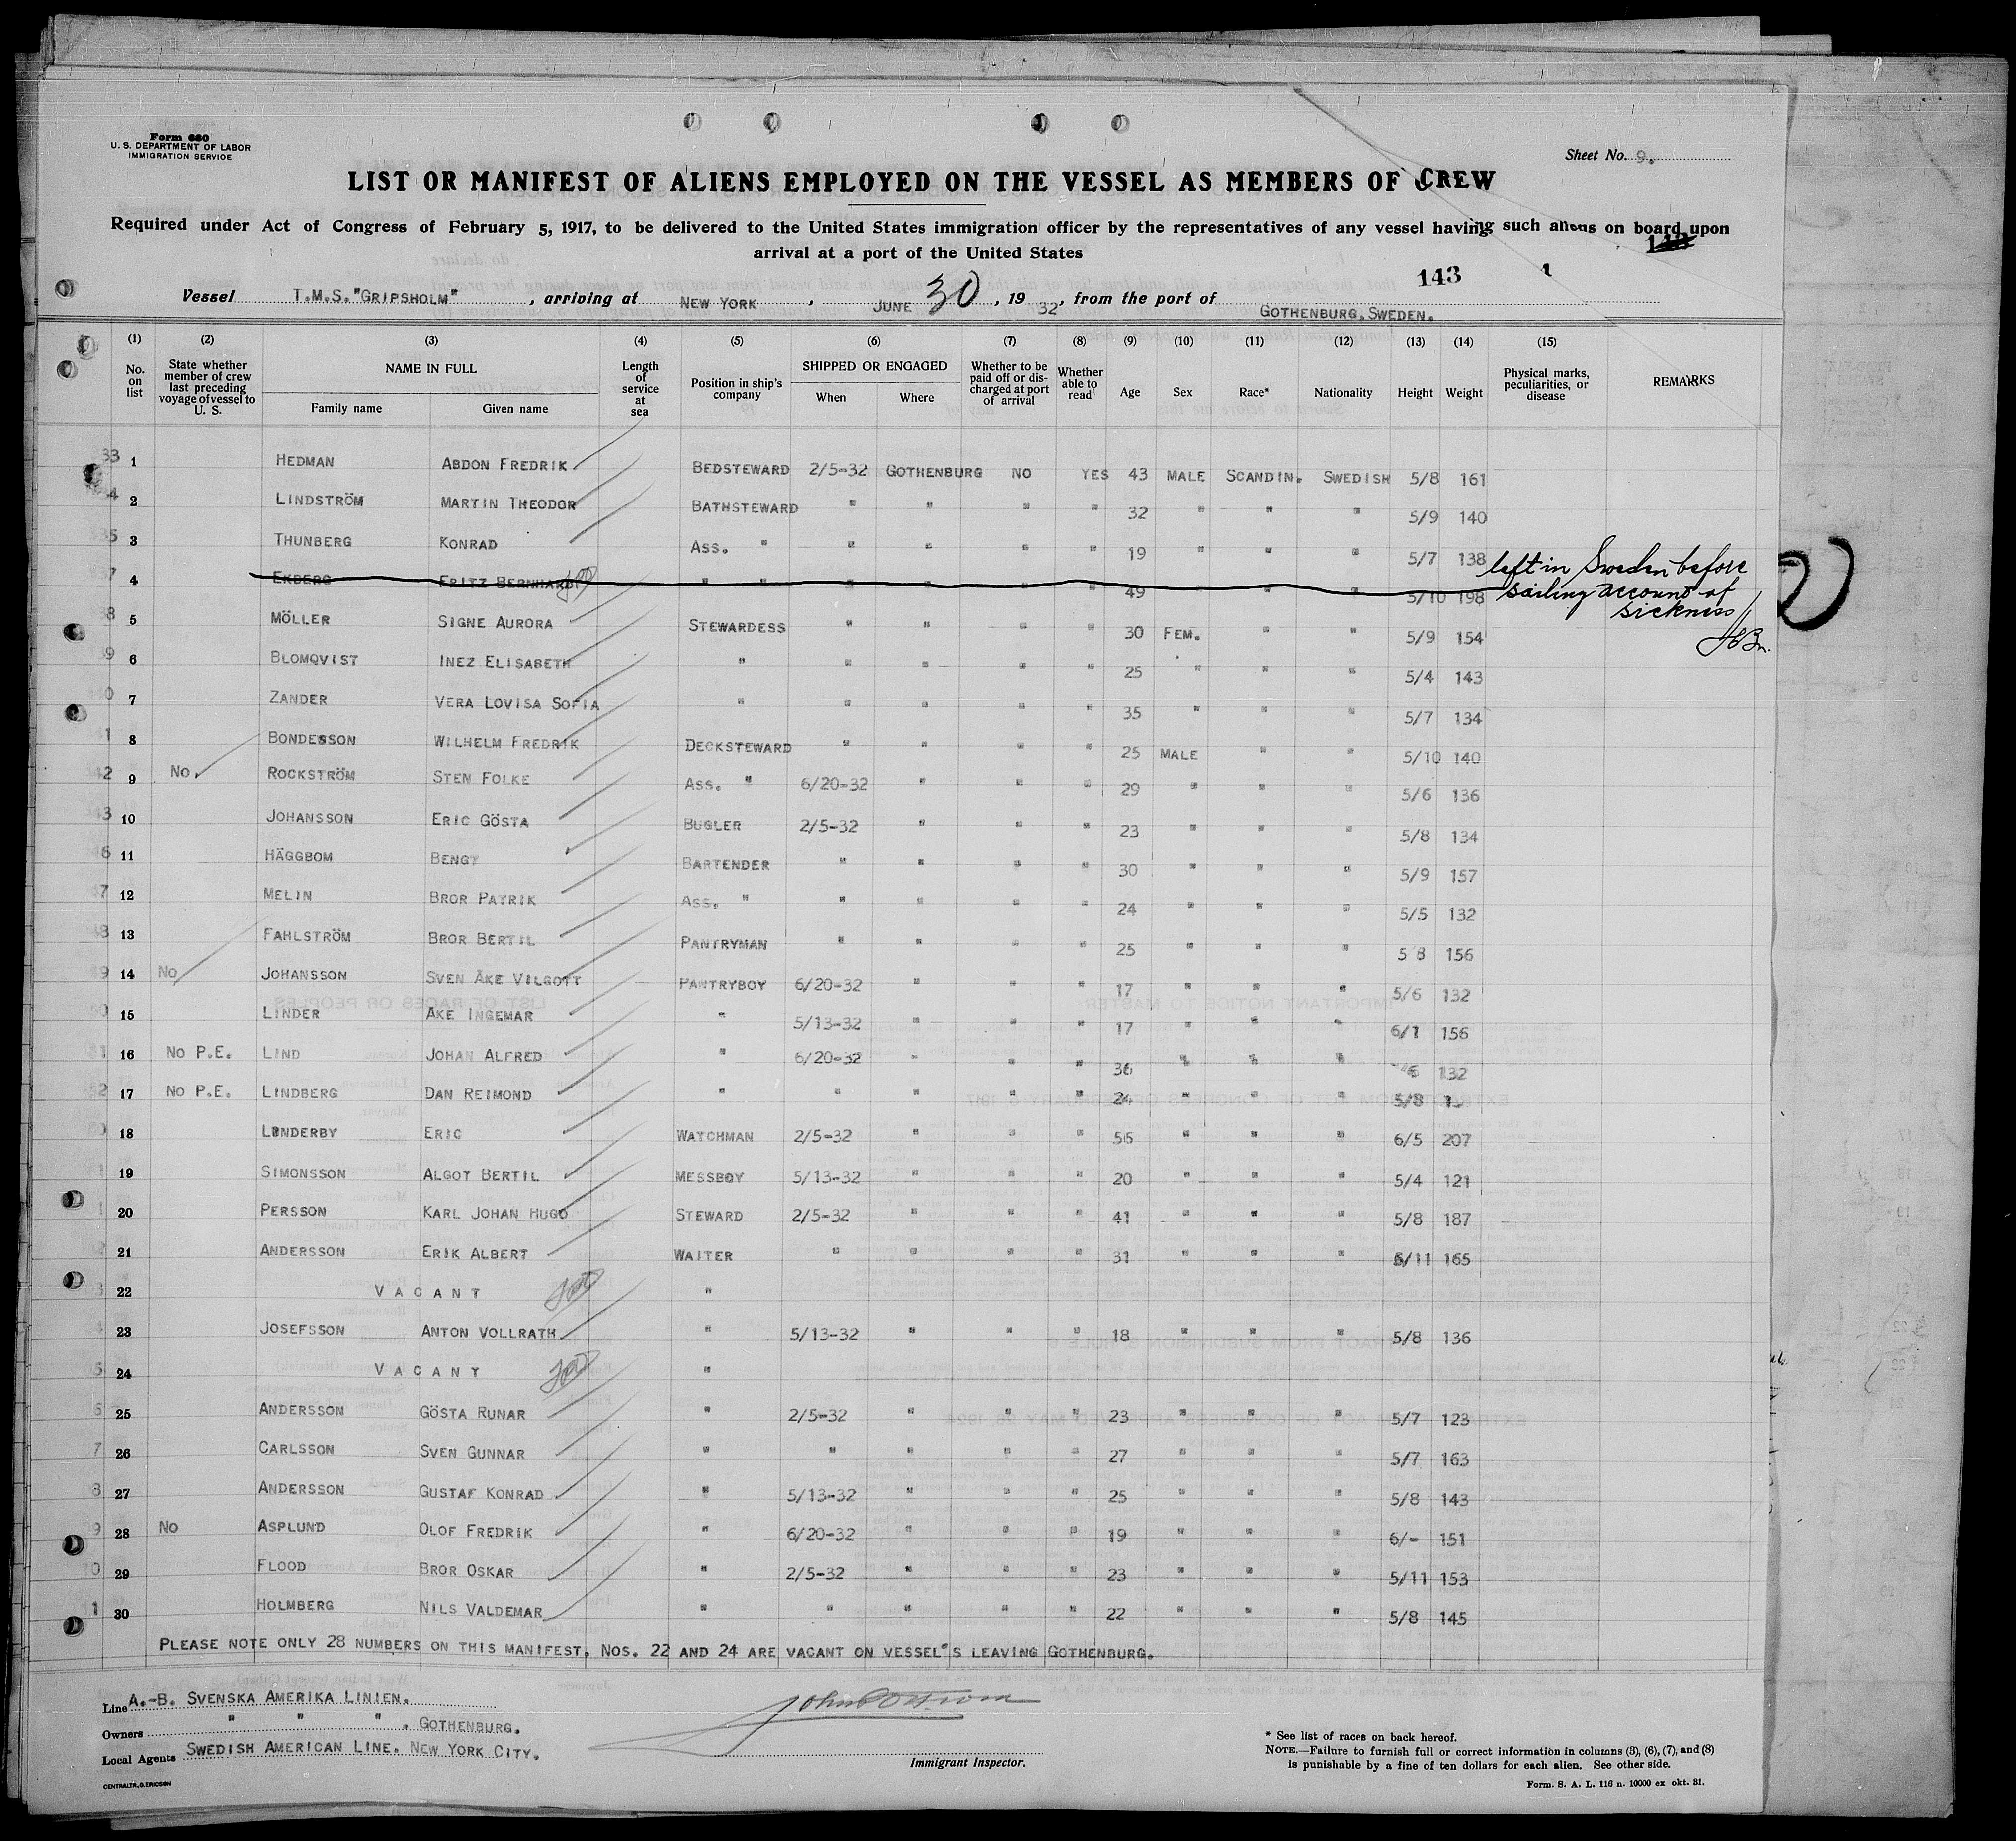 Form 680
U. S. DEPARTMENT OF LABOR
IMMIGRATION SERVICE
Sheet No. 9.
LIST OR MANIFEST OF ALIENS EMPLOYED ON THE VESSEL AS MEMBERS OF CREW
Required under Act of Congress of February 5, 1917, to be delivered to the United States immigration officer by the representatives of any vessel having such aliens on board upon
arrival at a port of the United States
143
Vessel T.M.S. "GRIPSHOLM", arriving at NEW YORK, JUNE 30, 1932, from the port of GOTHENBURG, SWEDEN.
(1) (2) (3) (4) (5) (6) (7) (8) (9) (10) (11) (12) (13) (14) (15)
No. on list | State whether member of crew last preceding voyage of vessel to U. S. | NAME IN FULL Family name Given name | Length of service at sea | Position in ship's company | SHIPPED OR ENGAGED When Where | Whether to be paid off or discharged at port of arrival | Whether able to read | Age | Sex | Race* | Nationality | Height | Weight | Physical marks, peculiarities, or disease | REMARKS
33 1 HEDMAN ABDON FREDRIK BEDSTEWARD 2/5-32 GOTHENBURG NO YES 43 MALE SCANDIN. SWEDISH 5/8 161
2 LINDSTRÖM MARTIN THEODOR BATHSTEWARD " " " " 32 " " " 5/9 140
3 THUNBERG KONRAD ASS. " " " " " 19 " " " 5/7 138
4 EKBERG FRITZ BERNHARD " " " " " " 49 " " " 5/10 198 left in Sweden before sailing account of sickness
5 MÖLLER SIGNE AURORA STEWARDESS " " " " 30 FEM. " " 5/9 154
6 BLOMQVIST INEZ ELISABETH " " " " " 25 " " " 5/4 143
7 ZANDER VERA LOVISA SOFIA " " " " " 35 " " " 5/7 134
8 BONDESSON WILHELM FREDRIK DECKSTEWARD " " " " 25 MALE " " 5/10 140
9 NO. ROCKSTRÖM STEN FOLKE ASS. " 6/20-32 " " " 29 " " " 5/6 136
10 JOHANSSON ERIC GÖSTA BUGLER 2/5-32 " " " 23 " " " 5/8 134
11 HÄGGBOM BENGT BARTENDER " " " " 30 " " " 5/9 157
12 MELIN BROR PATRIK ASS. " " " " " 24 " " " 5/5 132
13 FAHLSTRÖM BROR BERTIL PANTRYMAN " " " " 25 " " " 5 8 156
14 NO JOHANSSON SVEN ÅKE VILGOTT PANTRYBOY 6/20-32 " " " 17 " " " 5/6 132
15 LINDER ÅKE INGEMAR " 5/13-32 " " " 17 " " " 6/1 156
16 NO P.E. LIND JOHAN ALFRED " 6/20-32 " " " 36 " " " 132
17 NO P.E. LINDBERG DAN REIMOND " " " " " 24 " " " 5/8
18 LUNDERBY ERIC WATCHMAN 2/5-32 " " " 56 " " " 6/5 207
19 SIMONSSON ALGOT BERTIL MESSBOY 5/13-32 " " " 20 " " " 5/4 121
20 PERSSON KARL JOHAN HUGO STEWARD 2/5-32 " " " 41 " " " 5/8 187
21 ANDERSSON ERIK ALBERT WAITER " " " " 31 " " " 5/11 165
22 VACANT "
23 JOSEFSSON ANTON VOLLRATH " 5/13-32 " " " 18 " " " 5/8 136
24 VACANT "
25 ANDERSSON GÖSTA RUNAR " 2/5-32 " " " 23 " " " 5/7 123
26 CARLSSON SVEN GUNNAR " " " " " 27 " " " 5/7 163
27 ANDERSSON GUSTAF KONRAD " 5/13-32 " " " 25 " " " 5/8 143
28 NO ASPLUND OLOF FREDRIK " 6/20-32 " " " 19 " " " 6/- 151
29 FLOOD BROR OSKAR " 2/5-32 " " " 23 " " " 5/11 153
30 HOLMBERG NILS VALDEMAR " " " " " 22 " " " 5/8 145
PLEASE NOTE ONLY 28 NUMBERS ON THIS MANIFEST. NOS. 22 AND 24 ARE VACANT ON VESSEL'S LEAVING GOTHENBURG.
Line A.-B. SVENSKA AMERIKA LINIEN.
Owners " " ". GOTHENBURG.
Local Agents SWEDISH AMERICAN LINE. NEW YORK CITY.
CENTRALTR., G. ERICSON
Immigrant Inspector.
* See list of races on back hereof.
NOTE.—Failure to furnish full or correct information in columns (3), (6), (7), and (8)
is punishable by a fine of ten dollars for each alien. See other side.
Form. S. A. L. 116 n. 10000 ex okt. 31.